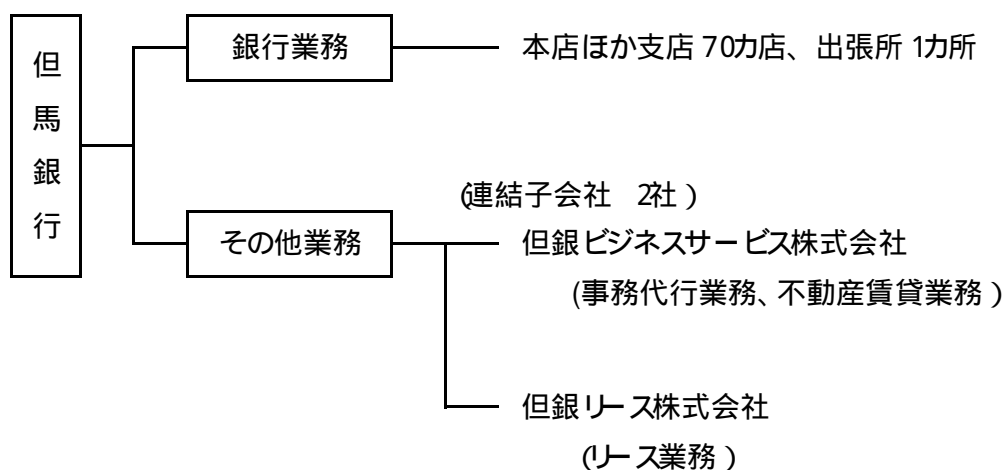 但馬銀行
銀行業務
本店ほか支店70カ店、出張所1カ所
その他業務
(連結子会社 2社)
但銀ビジネスサービス株式会社
(事務代行業務、不動産賃貸業務)
但銀リース株式会社
(リース業務)